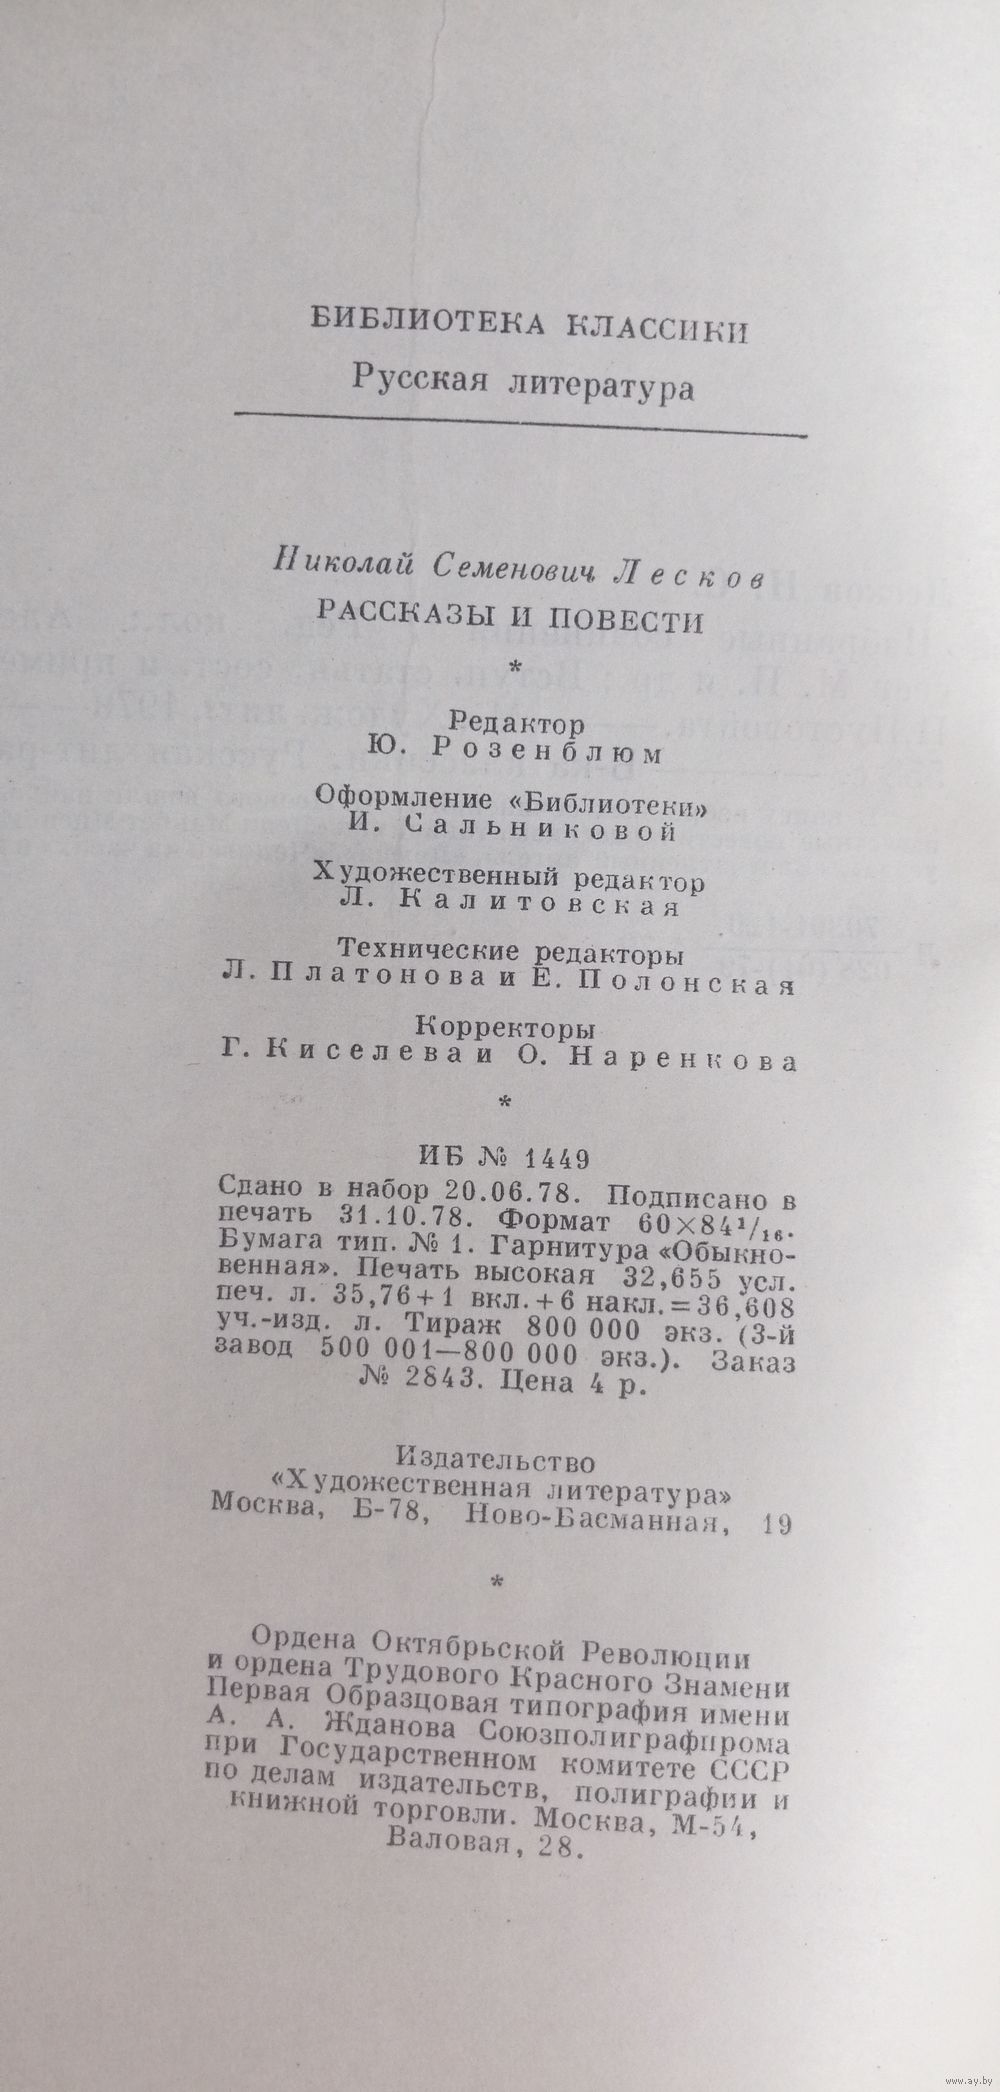 БИБЛИОТЕКА КЛАССИКИ
Русская литература
Николай Семенович Лесков
РАССКАЗЫ И ПОВЕСТИ
*
Редактор
Ю. Розенблюм
Оформление «Библиотеки»
И. Сальниковой
Художественный редактор
Л. Калитовская
Технические редакторы
Л. Платонова и Е. Полонская
Корректоры
Г. Киселева и О. Наренкова
*
ИБ № 1449
Сдано в набор 20.06.78. Подписано в
печать 31.10.78. Формат 60×84¹/₁₆.
Бумага тип. № 1. Гарнитура «Обыкно-
венная». Печать высокая 32,655 усл.
печ. л. 35,76+1 вкл.+6 накл.=36,608
уч.-изд. л. Тираж 800 000 экз. (3-й
завод 500 001—800 000 экз.). Заказ
№ 2843. Цена 4 р.
Издательство
«Художественная литература»
Москва, Б-78, Ново-Басманная, 19
*
Ордена Октябрьской Революции
и ордена Трудового Красного Знамени
Первая Образцовая типография имени
А. А. Жданова Союзполиграфпрома
при Государственном комитете СССР
по делам издательств, полиграфии и
книжной торговли. Москва, М-54,
Валовая, 28.
www.ay.by